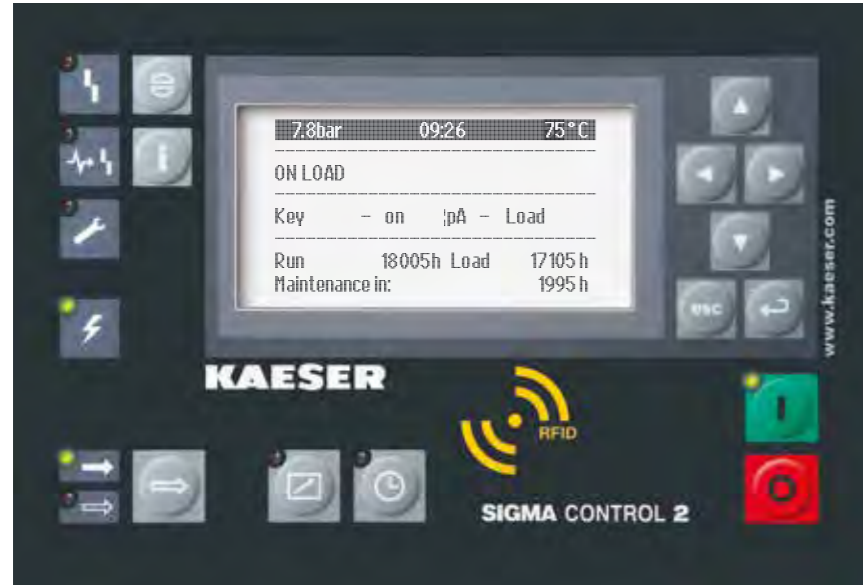 7.8bar 09:26 75°C
ON LOAD
Key - on ¦pA - Load
Run 18005h Load 17105h
Maintenance in: 1995h
i
esc
www.kaeser.com
KAESER
RFID
I
O
SIGMA CONTROL 2